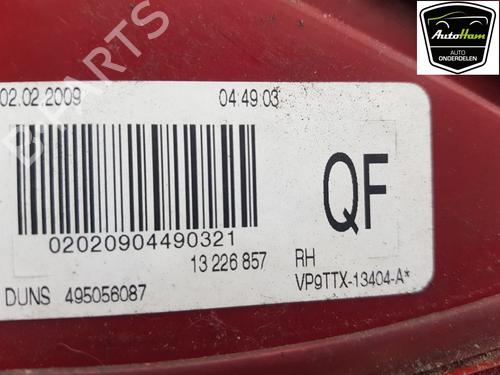 AutoHam
AUTO
ONDERDELEN
02.02.2009
04:49:03
QF
02020904490321
13 226 857
RH
DUNS 495056087
VP9TTX-13404-A*
B PARTS